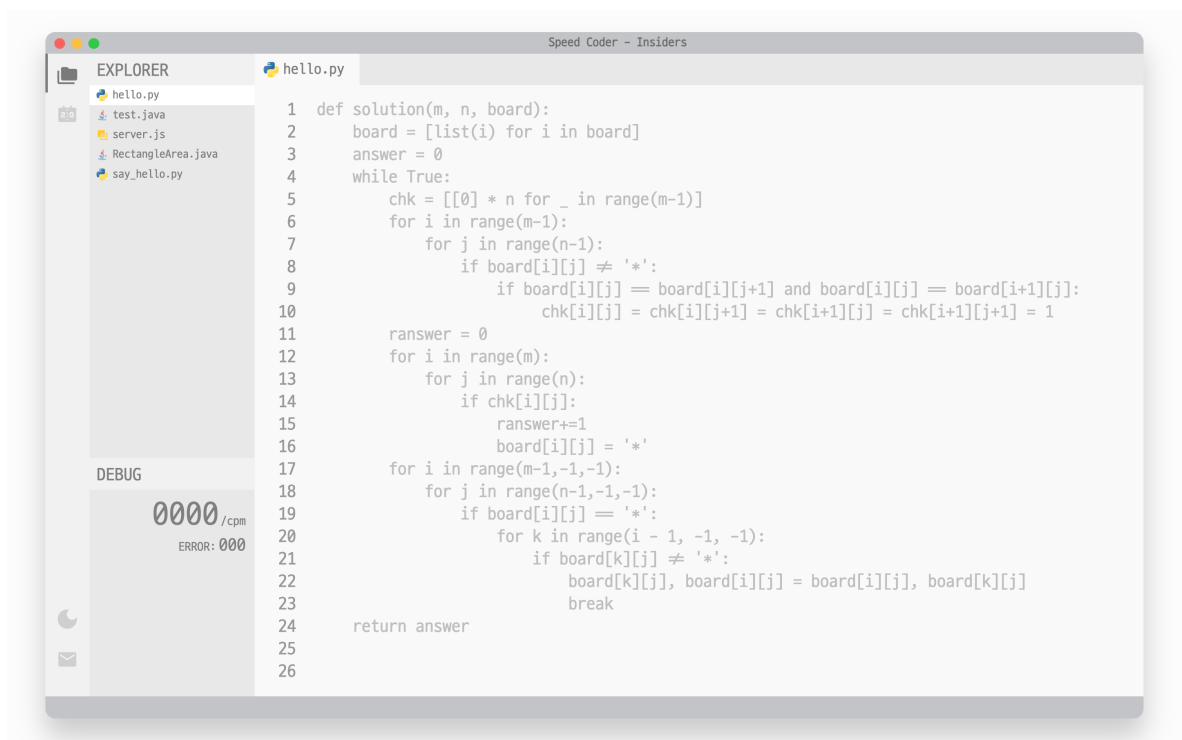 Speed Coder - Insiders
EXPLORER
hello.py
test.java
server.js
RectangleArea.java
say_hello.py
DEBUG
0000/cpm
ERROR: 000
hello.py
1 def solution(m, n, board):
2     board = [list(i) for i in board]
3     answer = 0
4     while True:
5         chk = [[0] * n for _ in range(m-1)]
6         for i in range(m-1):
7             for j in range(n-1):
8                 if board[i][j] ≠ '*':
9                     if board[i][j] == board[i][j+1] and board[i][j] == board[i+1][j]:
10                          chk[i][j] = chk[i][j+1] = chk[i+1][j] = chk[i+1][j+1] = 1
11         ranswer = 0
12         for i in range(m):
13             for j in range(n):
14                 if chk[i][j]:
15                     ranswer+=1
16                     board[i][j] = '*'
17         for i in range(m-1,-1,-1):
18             for j in range(n-1,-1,-1):
19                 if board[i][j] == '*':
20                     for k in range(i - 1, -1, -1):
21                         if board[k][j] ≠ '*':
22                             board[k][j], board[i][j] = board[i][j], board[k][j]
23                             break
24     return answer
25
26